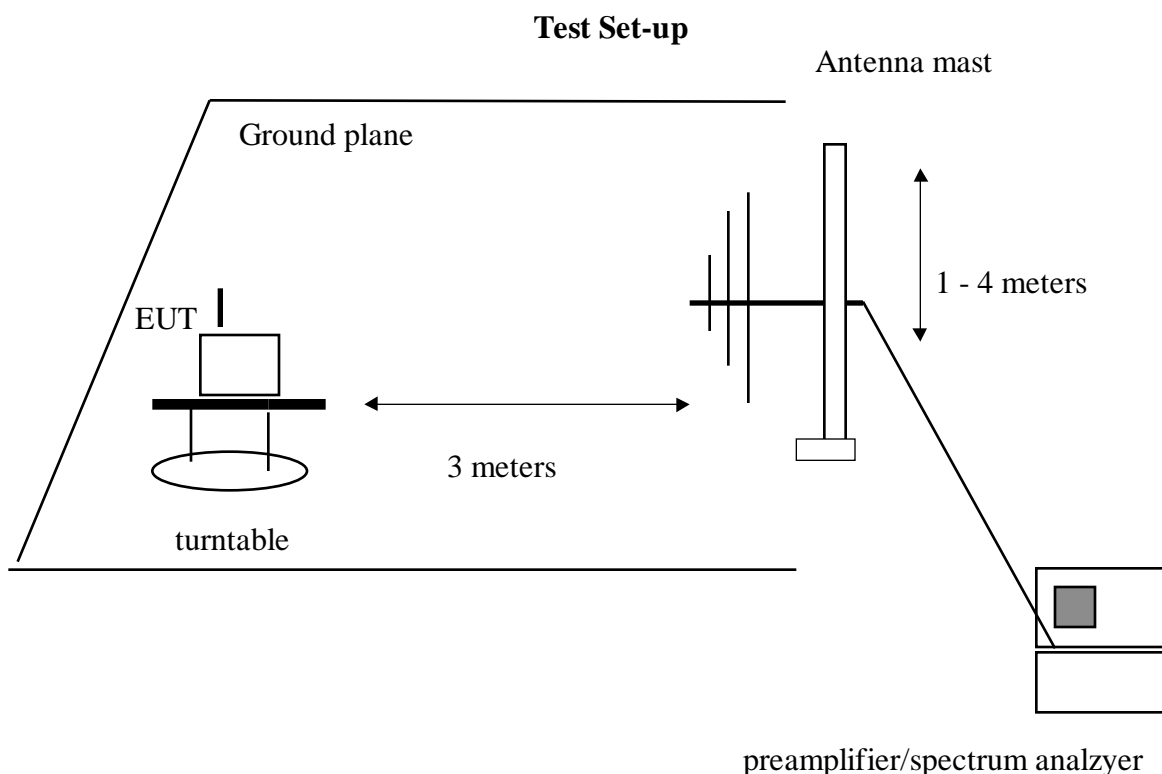 Test Set-up
Antenna mast
Ground plane
1 - 4 meters
EUT
3 meters
turntable
preamplifier/spectrum analzyer